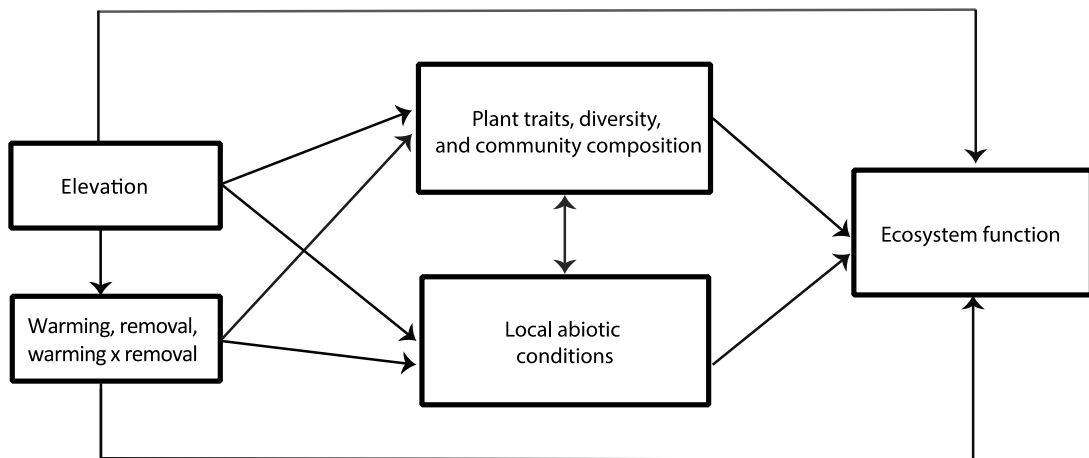 Plant traits, diversity,
and community composition
Elevation
Ecosystem function
Warming, removal,
warming x removal
Local abiotic
conditions